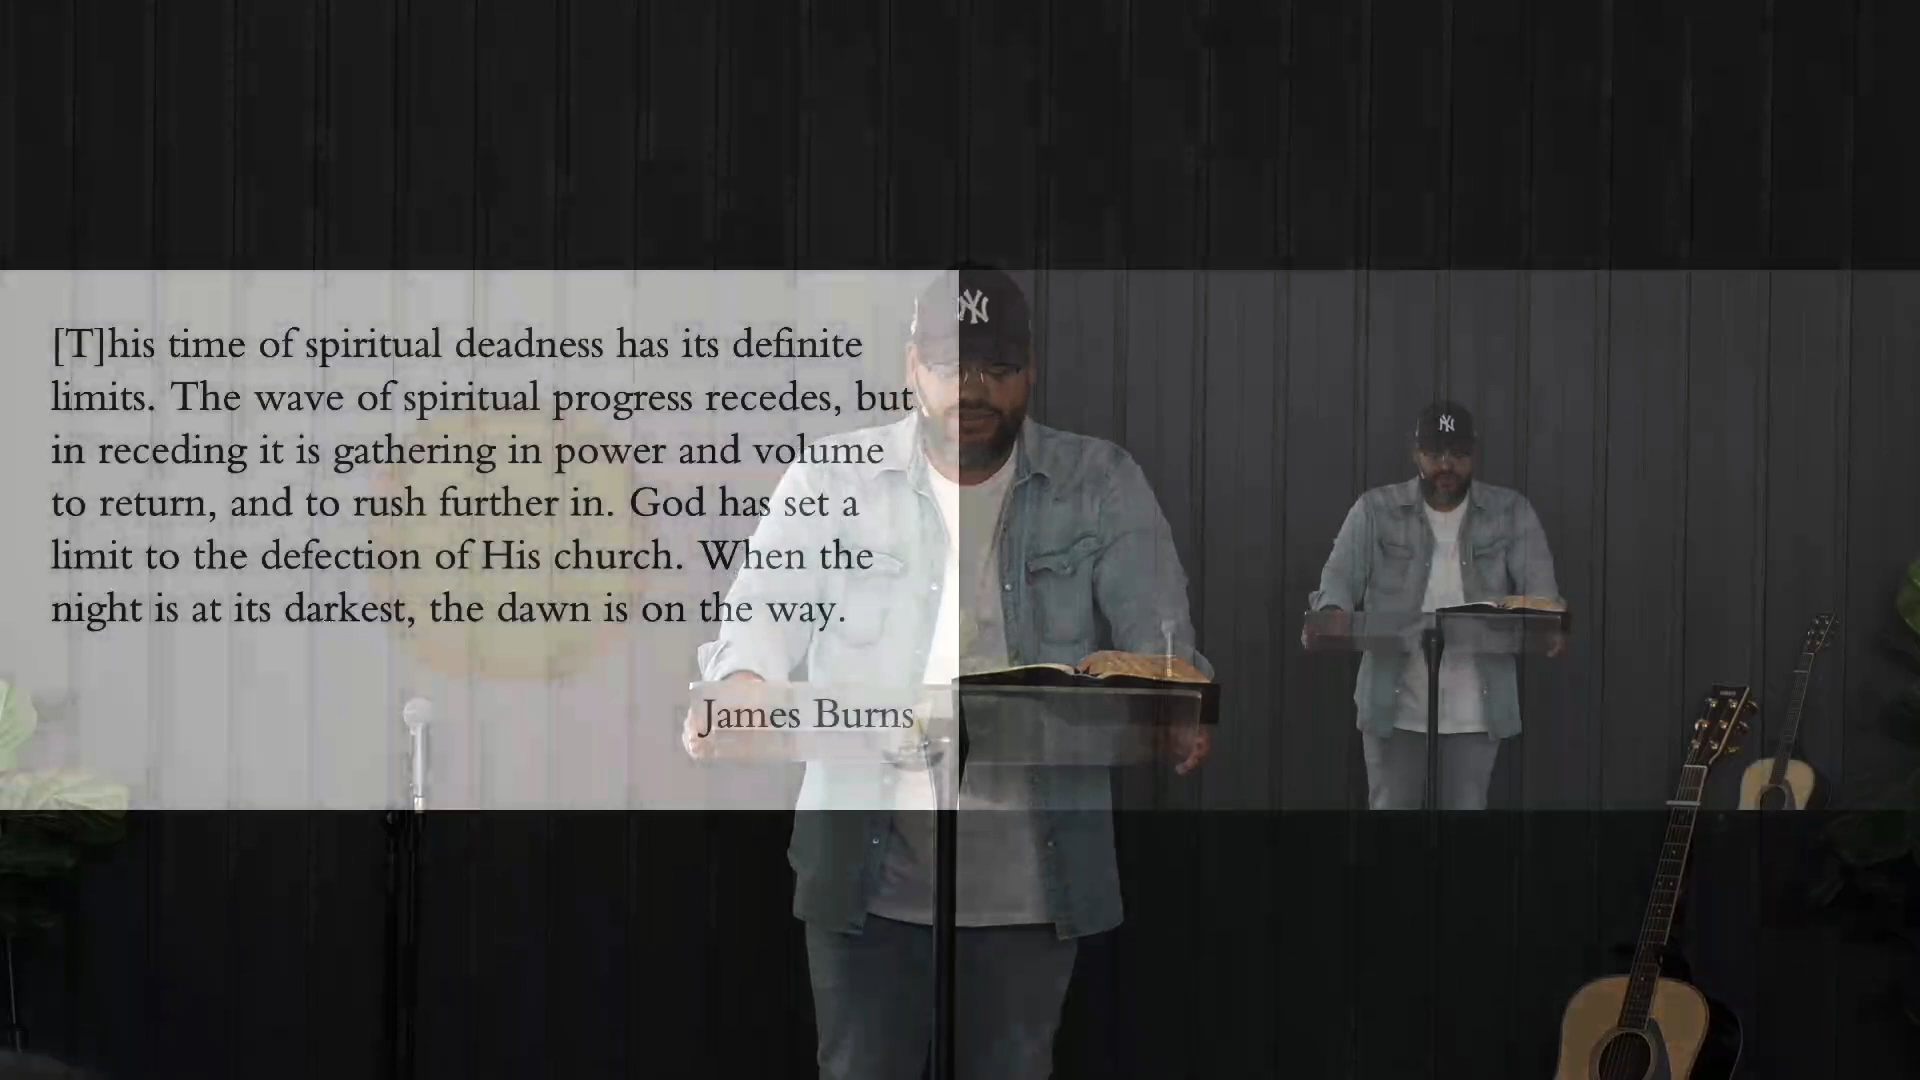 [T]his time of spiritual deadness has its definite
limits. The wave of spiritual progress recedes, but
in receding it is gathering in power and volume
to return, and to rush further in. God has set a
limit to the defection of His church. When the
night is at its darkest, the dawn is on the way.
James Burns
NY
NY